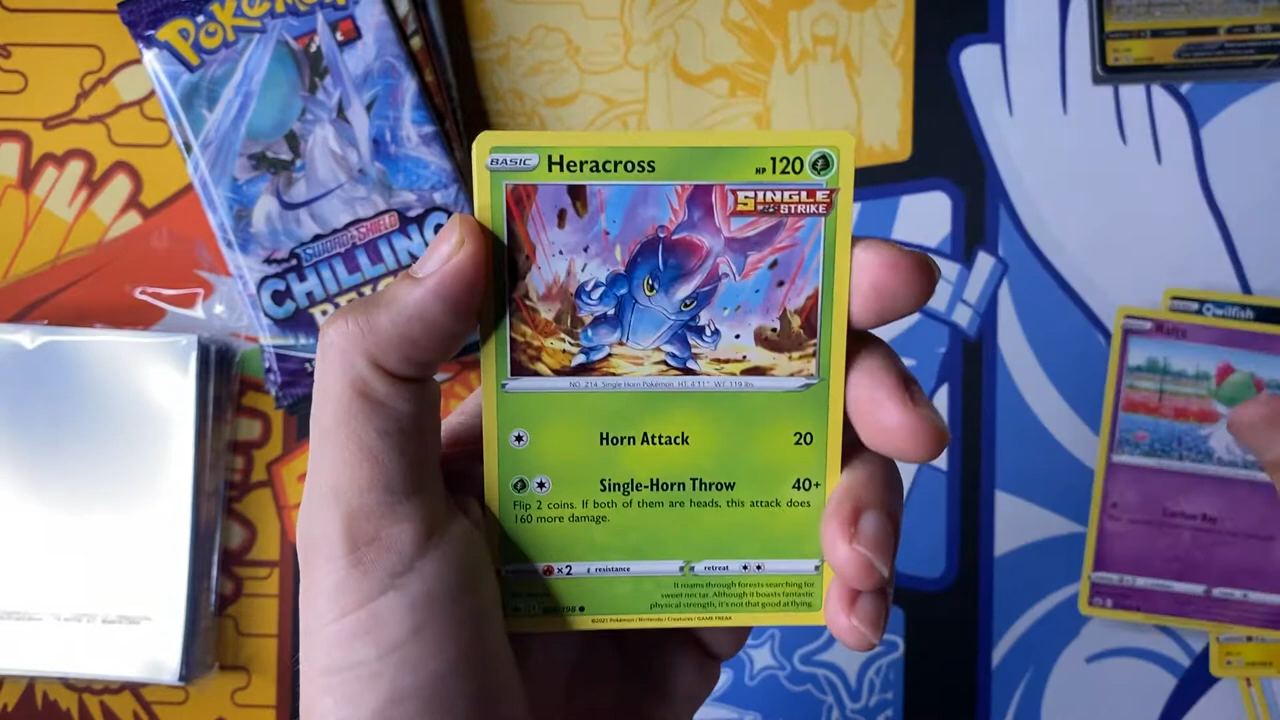 POKéMON
SWORD & SHIELD
CHILLING
REIGN
BASIC
Heracross
HP 120
SINGLE
STRIKE
NO. 214 Single Horn Pokémon HT: 4'11" WT: 119 lbs
Horn Attack 20
Single-Horn Throw 40+
Flip 2 coins. If both of them are heads, this attack does
160 more damage.
×2 resistance retreat
It roams through forests searching for
sweet nectar. Although it boasts fantastic
physical strength, it's not that good at flying.
198
©2021 Pokémon / Nintendo / Creatures / GAME FREAK
Qwilfish
Ralts